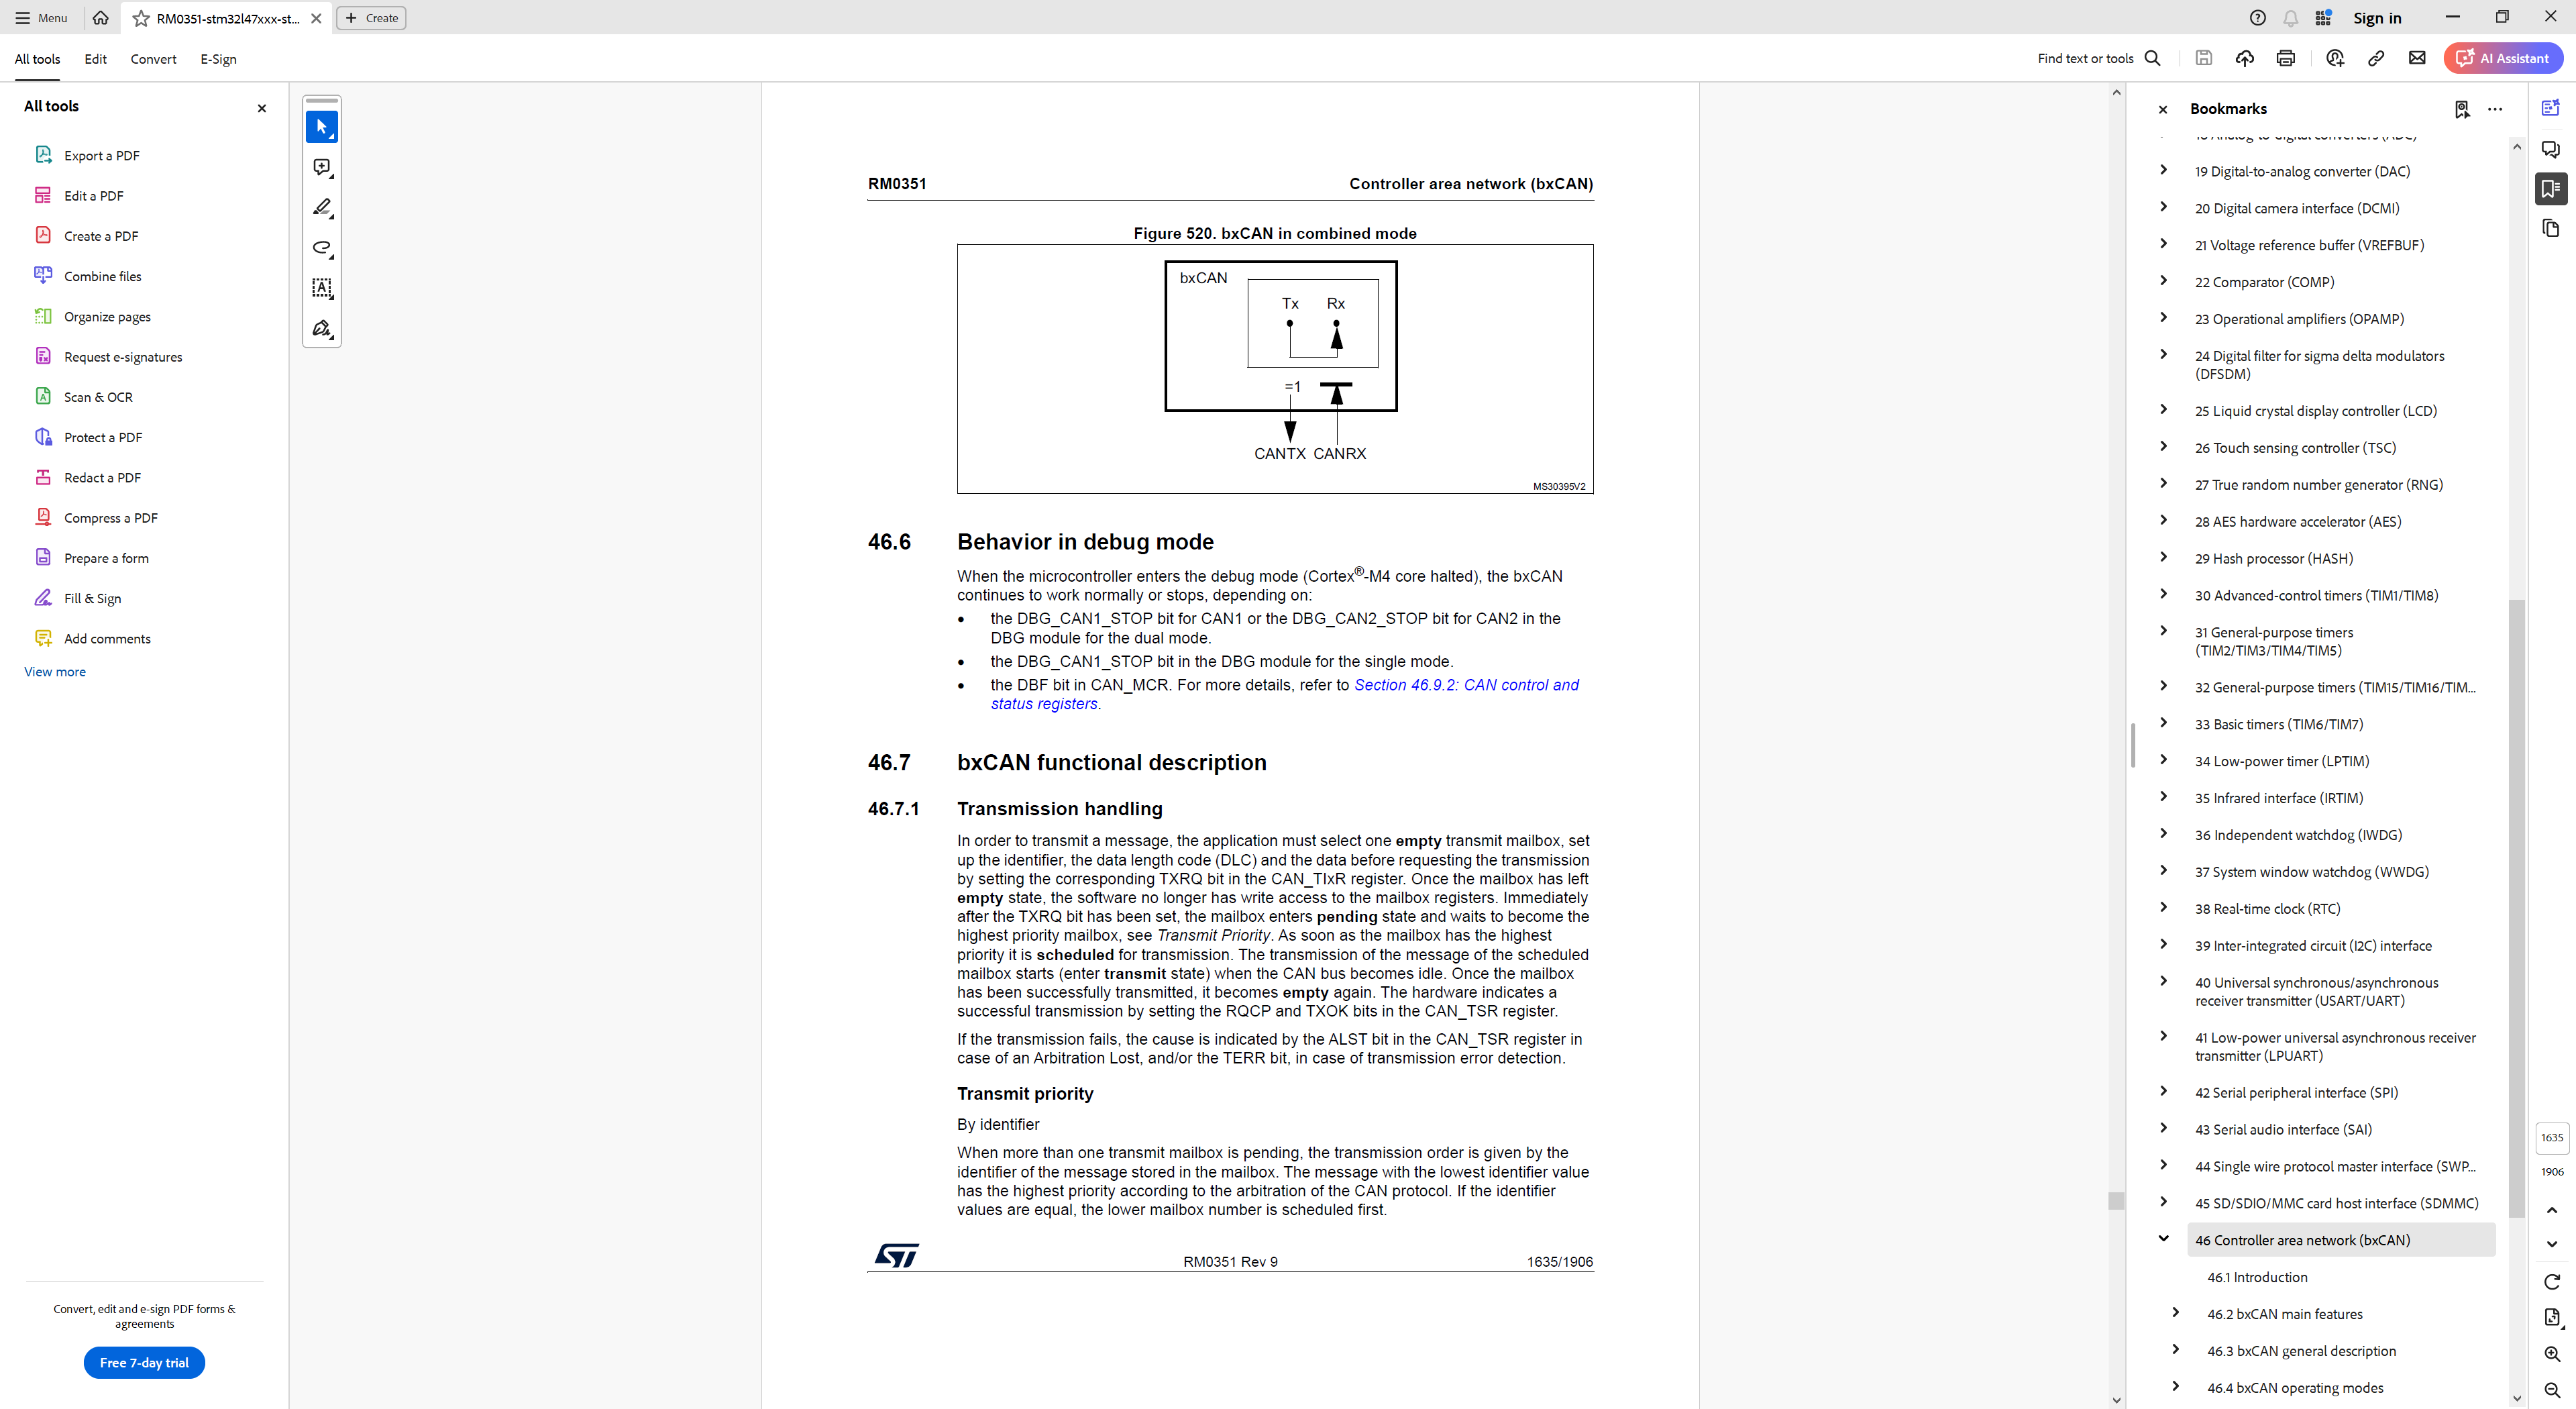 Menu
RM0351-stm32l47xxx-st...
Create
Sign in
All tools
Edit
Convert
E-Sign
Find text or tools
AI Assistant
All tools
Export a PDF
Edit a PDF
Create a PDF
Combine files
Organize pages
Request e-signatures
Scan & OCR
Protect a PDF
Redact a PDF
Compress a PDF
Prepare a form
Fill & Sign
Add comments
View more
Convert, edit and e-sign PDF forms &
agreements
Free 7-day trial
RM0351 Controller area network (bxCAN)
Figure 520. bxCAN in combined mode
bxCAN
Tx Rx
=1
CANTX CANRX
MS30395V2
46.6 Behavior in debug mode
When the microcontroller enters the debug mode (Cortex®-M4 core halted), the bxCAN
continues to work normally or stops, depending on:
• the DBG_CAN1_STOP bit for CAN1 or the DBG_CAN2_STOP bit for CAN2 in the
DBG module for the dual mode.
• the DBG_CAN1_STOP bit in the DBG module for the single mode.
• the DBF bit in CAN_MCR. For more details, refer to Section 46.9.2: CAN control and
status registers.
46.7 bxCAN functional description
46.7.1 Transmission handling
In order to transmit a message, the application must select one empty transmit mailbox, set
up the identifier, the data length code (DLC) and the data before requesting the transmission
by setting the corresponding TXRQ bit in the CAN_TIxR register. Once the mailbox has left
empty state, the software no longer has write access to the mailbox registers. Immediately
after the TXRQ bit has been set, the mailbox enters pending state and waits to become the
highest priority mailbox, see Transmit Priority. As soon as the mailbox has the highest
priority it is scheduled for transmission. The transmission of the message of the scheduled
mailbox starts (enter transmit state) when the CAN bus becomes idle. Once the mailbox
has been successfully transmitted, it becomes empty again. The hardware indicates a
successful transmission by setting the RQCP and TXOK bits in the CAN_TSR register.
If the transmission fails, the cause is indicated by the ALST bit in the CAN_TSR register in
case of an Arbitration Lost, and/or the TERR bit, in case of transmission error detection.
Transmit priority
By identifier
When more than one transmit mailbox is pending, the transmission order is given by the
identifier of the message stored in the mailbox. The message with the lowest identifier value
has the highest priority according to the arbitration of the CAN protocol. If the identifier
values are equal, the lower mailbox number is scheduled first.
ST
RM0351 Rev 9 1635/1906
Bookmarks
18 Analog-to-digital converters (ADC)
19 Digital-to-analog converter (DAC)
20 Digital camera interface (DCMI)
21 Voltage reference buffer (VREFBUF)
22 Comparator (COMP)
23 Operational amplifiers (OPAMP)
24 Digital filter for sigma delta modulators
(DFSDM)
25 Liquid crystal display controller (LCD)
26 Touch sensing controller (TSC)
27 True random number generator (RNG)
28 AES hardware accelerator (AES)
29 Hash processor (HASH)
30 Advanced-control timers (TIM1/TIM8)
31 General-purpose timers
(TIM2/TIM3/TIM4/TIM5)
32 General-purpose timers (TIM15/TIM16/TIM...
33 Basic timers (TIM6/TIM7)
34 Low-power timer (LPTIM)
35 Infrared interface (IRTIM)
36 Independent watchdog (IWDG)
37 System window watchdog (WWDG)
38 Real-time clock (RTC)
39 Inter-integrated circuit (I2C) interface
40 Universal synchronous/asynchronous
receiver transmitter (USART/UART)
41 Low-power universal asynchronous receiver
transmitter (LPUART)
42 Serial peripheral interface (SPI)
43 Serial audio interface (SAI)
44 Single wire protocol master interface (SWP...
45 SD/SDIO/MMC card host interface (SDMMC)
46 Controller area network (bxCAN)
46.1 Introduction
46.2 bxCAN main features
46.3 bxCAN general description
46.4 bxCAN operating modes
1635
1906